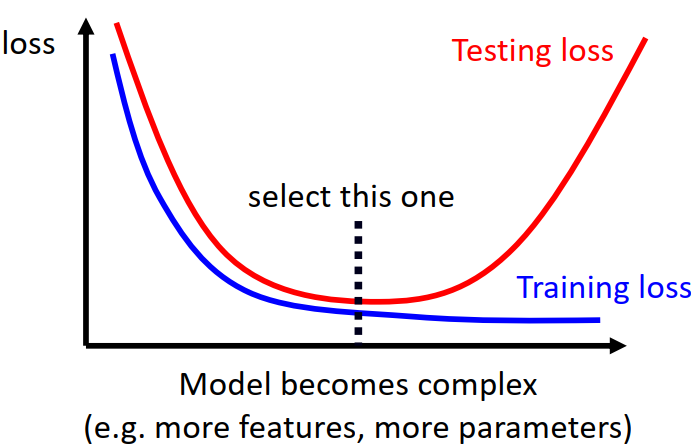 loss
Testing loss
select this one
Training loss
Model becomes complex
(e.g. more features, more parameters)